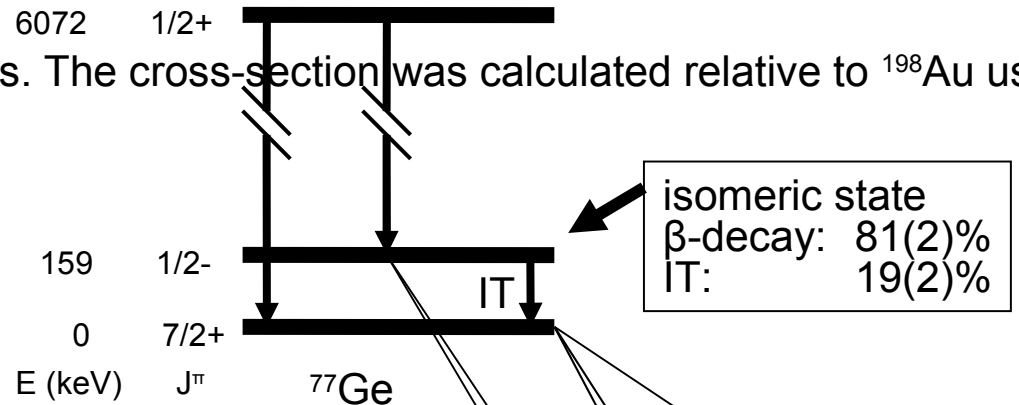 6072 1/2+
s. The cross-section was calculated relative to ¹⁹⁸Au us
isomeric state
β-decay: 81(2)%
IT: 19(2)%
159 1/2-
IT
0 7/2+
E (keV) Jᵖⁱ ⁷⁷Ge